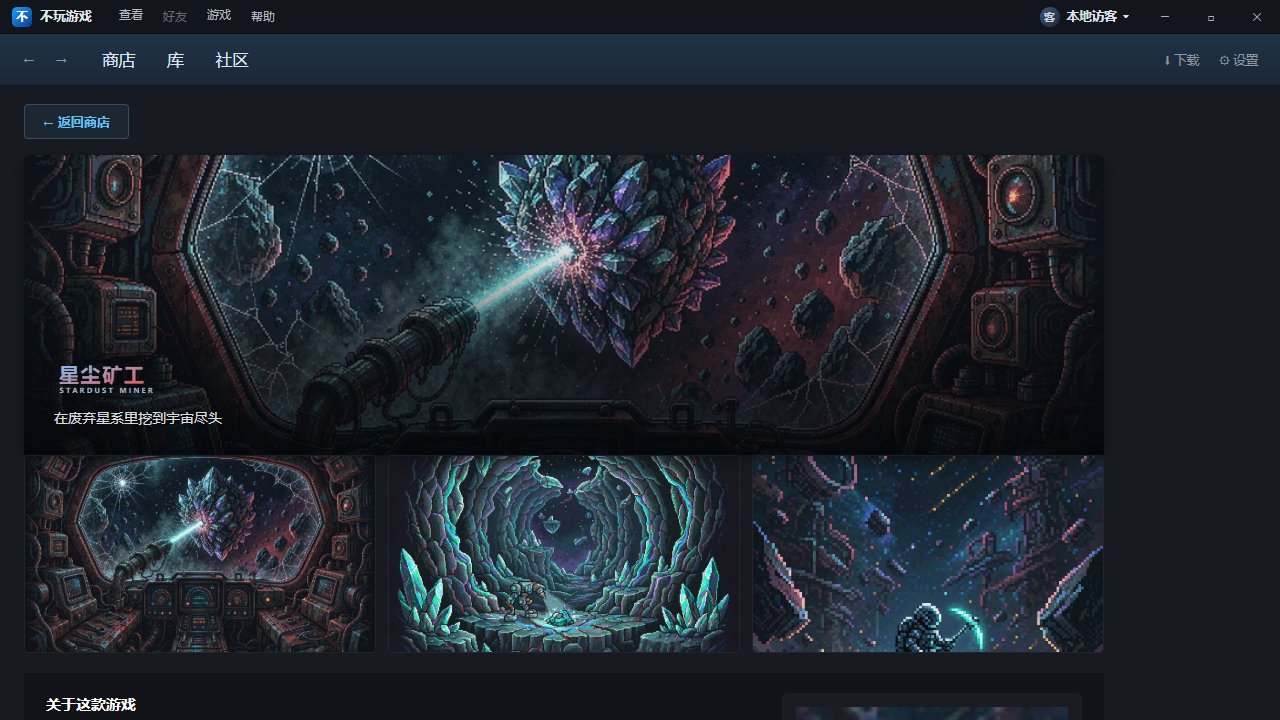 不 不玩游戏 查看 好友 游戏 帮助 客 本地访客
← → 商店 库 社区 ⬇ 下载 ⚙ 设置
← 返回商店
星尘矿工
STARDUST MINER
在废弃星系里挖到宇宙尽头
关于这款游戏